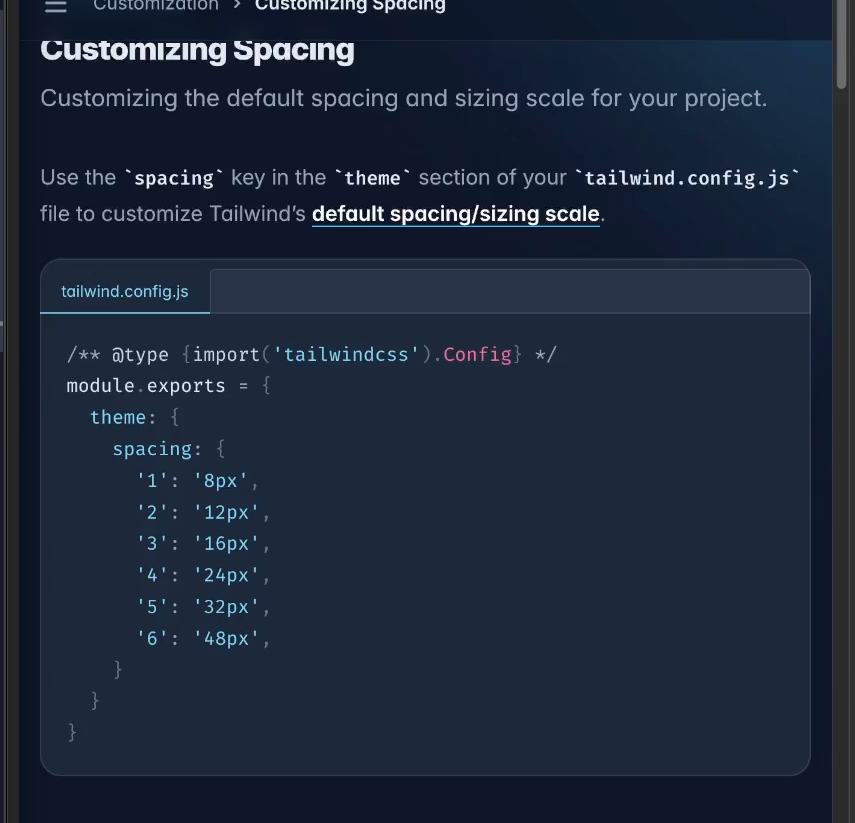 Customization > Customizing Spacing
Customizing Spacing
Customizing the default spacing and sizing scale for your project.
Use the `spacing` key in the `theme` section of your `tailwind.config.js`
file to customize Tailwind’s default spacing/sizing scale.
tailwind.config.js
/** @type {import('tailwindcss').Config} */
module.exports = {
  theme: {
    spacing: {
      '1': '8px',
      '2': '12px',
      '3': '16px',
      '4': '24px',
      '5': '32px',
      '6': '48px',
    }
  }
}